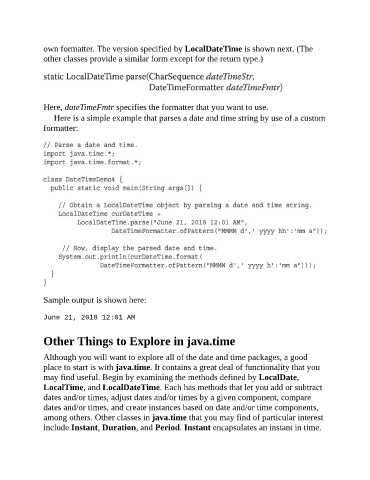 own formatter. The version specified by LocalDateTime is shown next. (The
other classes provide a similar form except for the return type.)
static LocalDateTime parse(CharSequence dateTimeStr,
DateTimeFormatter dateTimeFmtr)
Here, dateTimeFmtr specifies the formatter that you want to use.
Here is a simple example that parses a date and time string by use of a custom
formatter:
// Parse a date and time.
import java.time.*;
import java.time.format.*;
class DateTimeDemo4 {
public static void main(String args[]) {
// Obtain a LocalDateTime object by parsing a date and time string.
LocalDateTime curDateTime =
LocalDateTime.parse("June 21, 2018 12:01 AM",
DateTimeFormatter.ofPattern("MMMM d',' yyyy hh':'mm a"));
// Now, display the parsed date and time.
System.out.println(curDateTime.format(
DateTimeFormatter.ofPattern("MMMM d',' yyyy h':'mm a")));
}
}
Sample output is shown here:
June 21, 2018 12:01 AM
Other Things to Explore in java.time
Although you will want to explore all of the date and time packages, a good
place to start is with java.time. It contains a great deal of functionality that you
may find useful. Begin by examining the methods defined by LocalDate,
LocalTime, and LocalDateTime. Each has methods that let you add or subtract
dates and/or times, adjust dates and/or times by a given component, compare
dates and/or times, and create instances based on date and/or time components,
among others. Other classes in java.time that you may find of particular interest
include Instant, Duration, and Period. Instant encapsulates an instant in time.